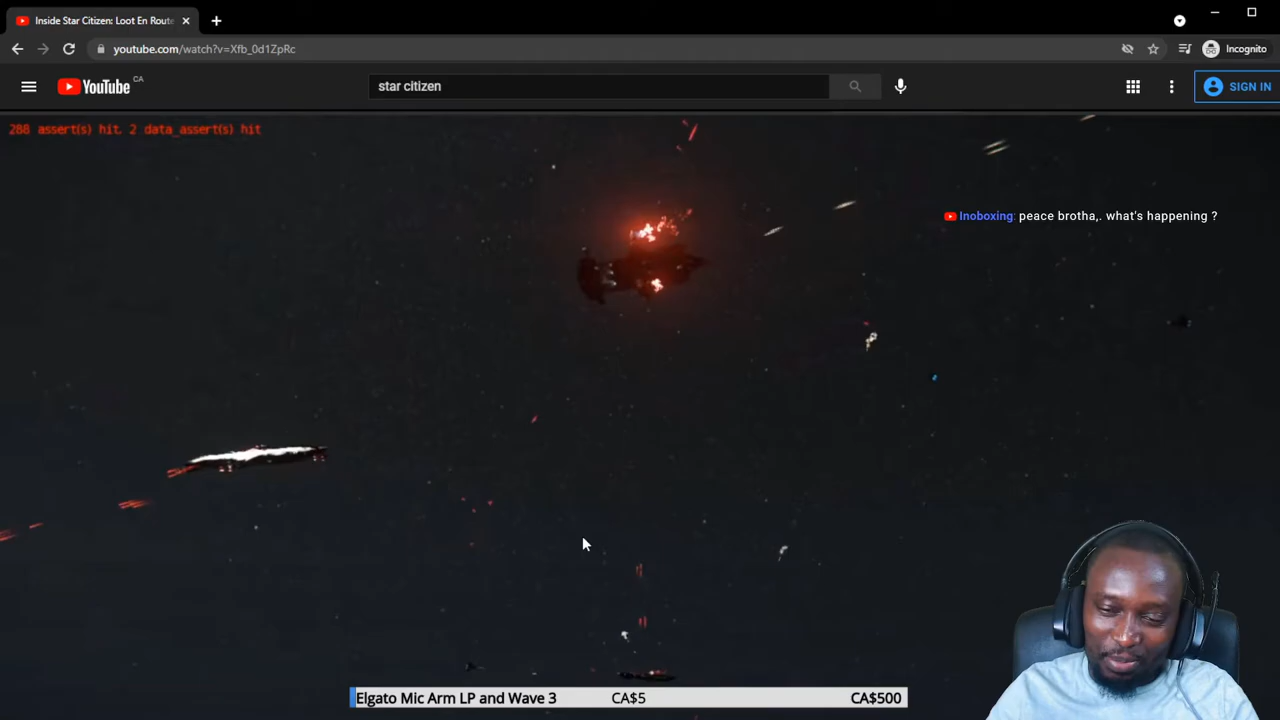 Inside Star Citizen: Loot En Route
youtube.com/watch?v=Xfb_0d1ZpRc
Incognito
YouTube CA
star citizen
SIGN IN
288 assert(s) hit, 2 data_assert(s) hit
Inoboxing: peace brotha,. what's happening ?
Elgato Mic Arm LP and Wave 3 CA$5 CA$500